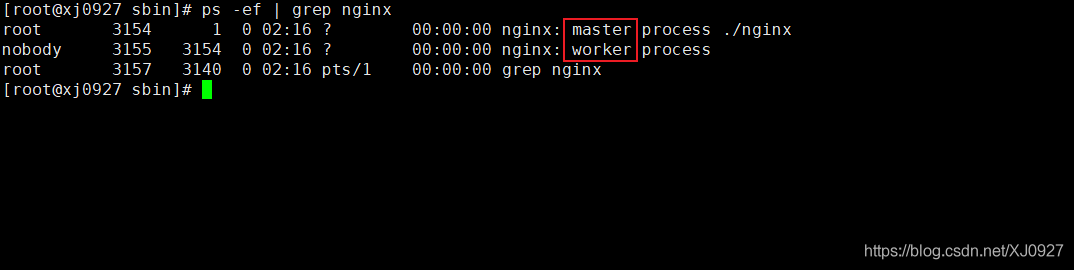 [root@xj0927 sbin]# ps -ef | grep nginx
root      3154     1  0 02:16 ?        00:00:00 nginx: master process ./nginx
nobody    3155  3154  0 02:16 ?        00:00:00 nginx: worker process
root      3157  3140  0 02:16 pts/1    00:00:00 grep nginx
[root@xj0927 sbin]#
https://blog.csdn.net/XJ0927